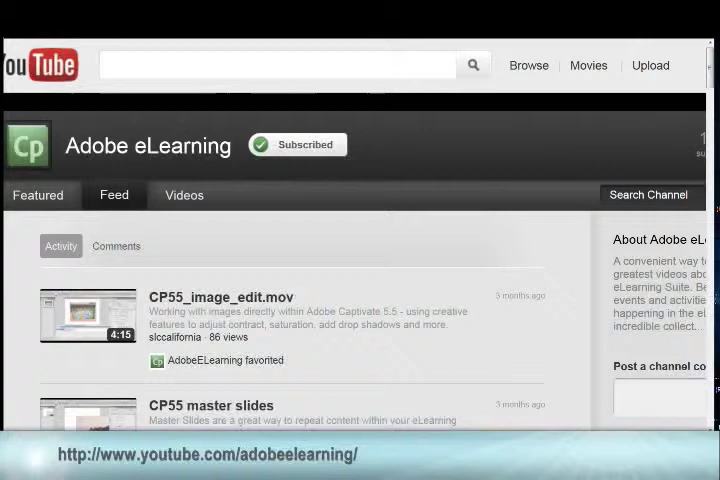 You Tube
Browse
Movies
Upload
Cp
Adobe eLearning
Subscribed
Featured
Feed
Videos
Search Channel
Activity
Comments
CP55_image_edit.mov
3 months ago
Working with images directly within Adobe Captivate 5.5 - using creative
features to adjust contract, saturation, add drop shadows and more.
slccalifornia · 86 views
4:15
Cp AdobeELearning favorited
CP55 master slides
3 months ago
Master Slides are a great way to repeat content within your eLearning
About Adobe eL
A convenient way t
greatest videos abo
eLearning Suite. Be
events and activitie
happening in the eL
incredible collect...
Post a channel co
http://www.youtube.com/adobeelearning/